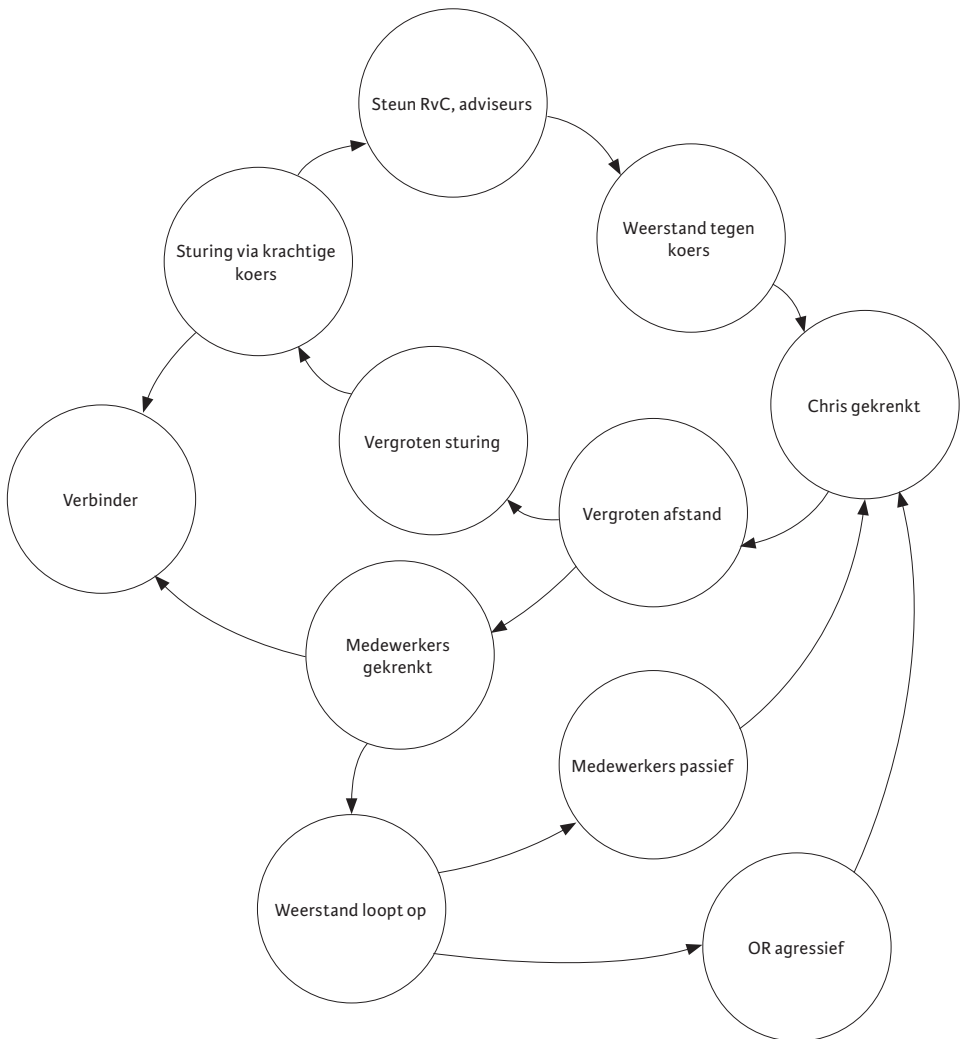 Steun RvC, adviseurs
Weerstand tegen
koers
Sturing via krachtige
koers
Chris gekrenkt
Vergroten sturing
Verbinder
Vergroten afstand
Medewerkers
gekrenkt
Medewerkers passief
Weerstand loopt op
OR agressief